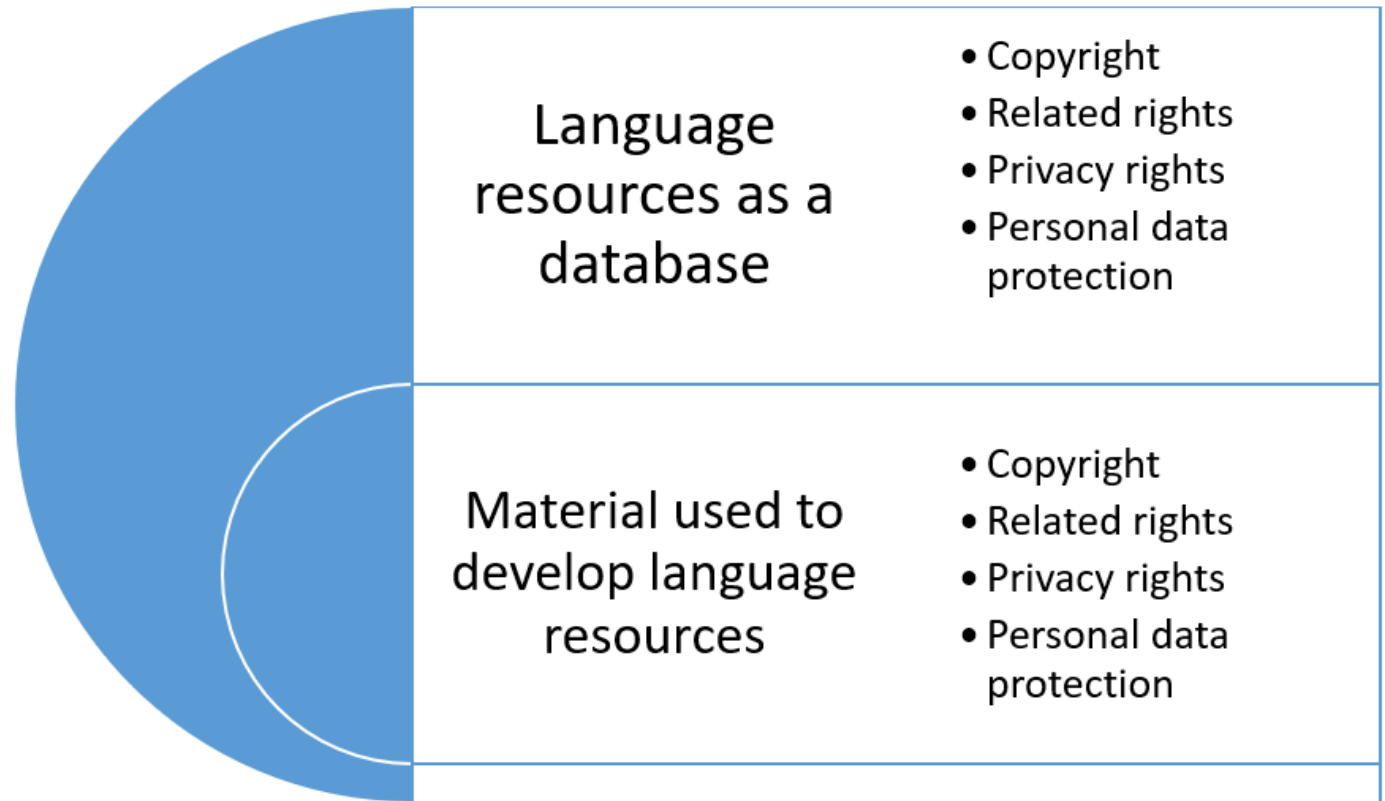 Language
resources as a
database
• Copyright
• Related rights
• Privacy rights
• Personal data
protection
Material used to
develop language
resources
• Copyright
• Related rights
• Privacy rights
• Personal data
protection